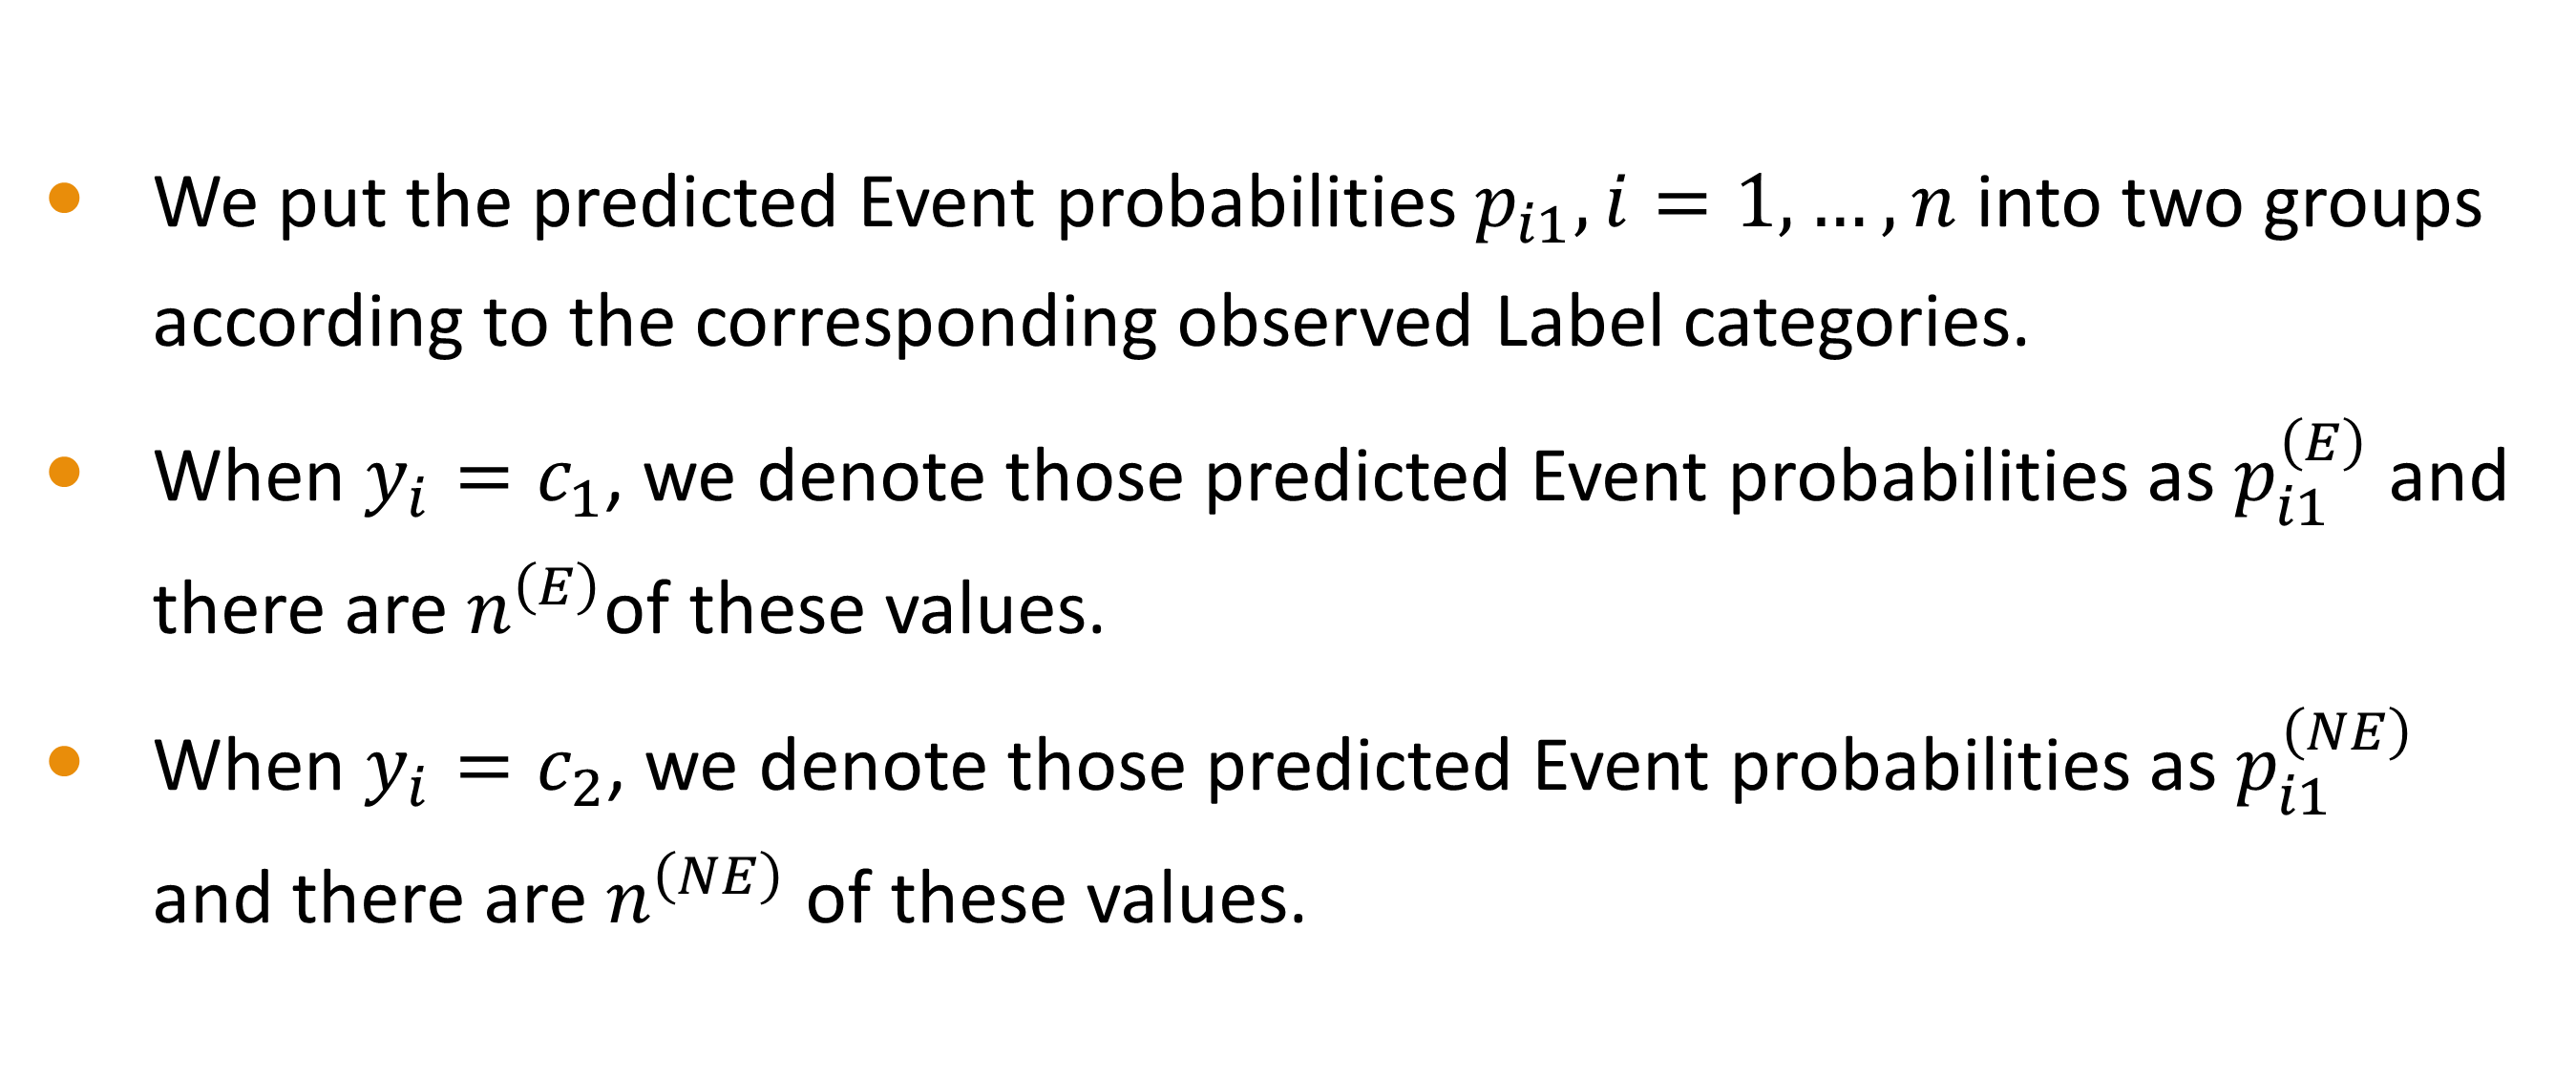 • We put the predicted Event probabilities $p_{i1}, i = 1, \dots, n$ into two groups
according to the corresponding observed Label categories.
• When $y_i = c_1$, we denote those predicted Event probabilities as $p_{i1}^{(E)}$ and
there are $n^{(E)}$ of these values.
• When $y_i = c_2$, we denote those predicted Event probabilities as $p_{i1}^{(NE)}$
and there are $n^{(NE)}$ of these values.